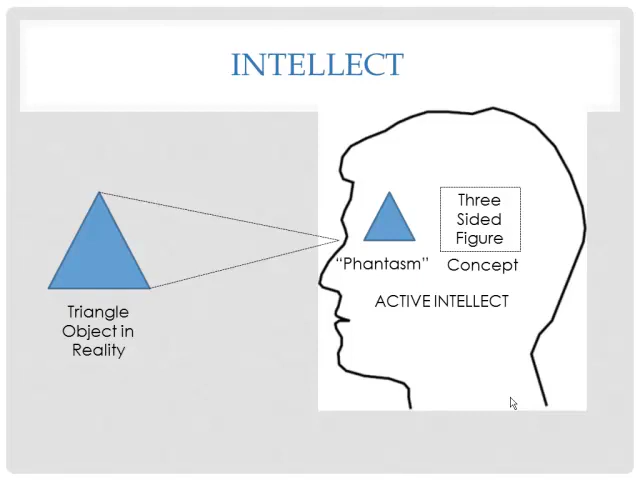 INTELLECT
Three
Sided
Figure
"Phantasm"
Concept
ACTIVE INTELLECT
Triangle
Object in
Reality